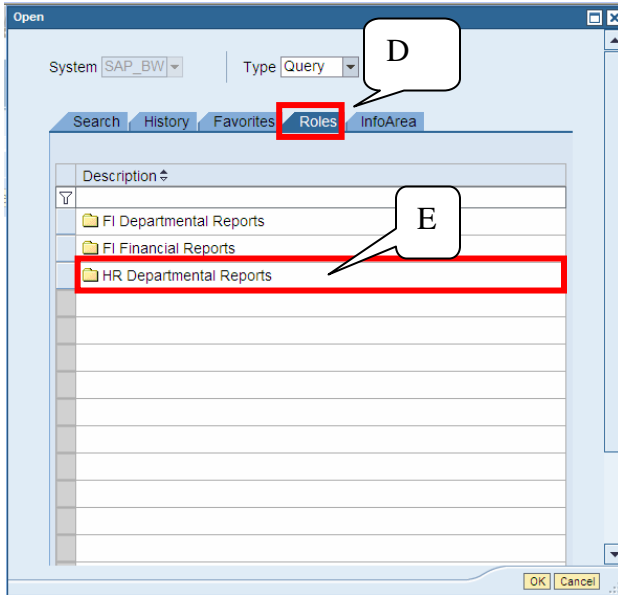 Open
System SAP_BW Type Query
D
Search History Favorites Roles InfoArea
Description
FI Departmental Reports
E
FI Financial Reports
HR Departmental Reports
OK Cancel